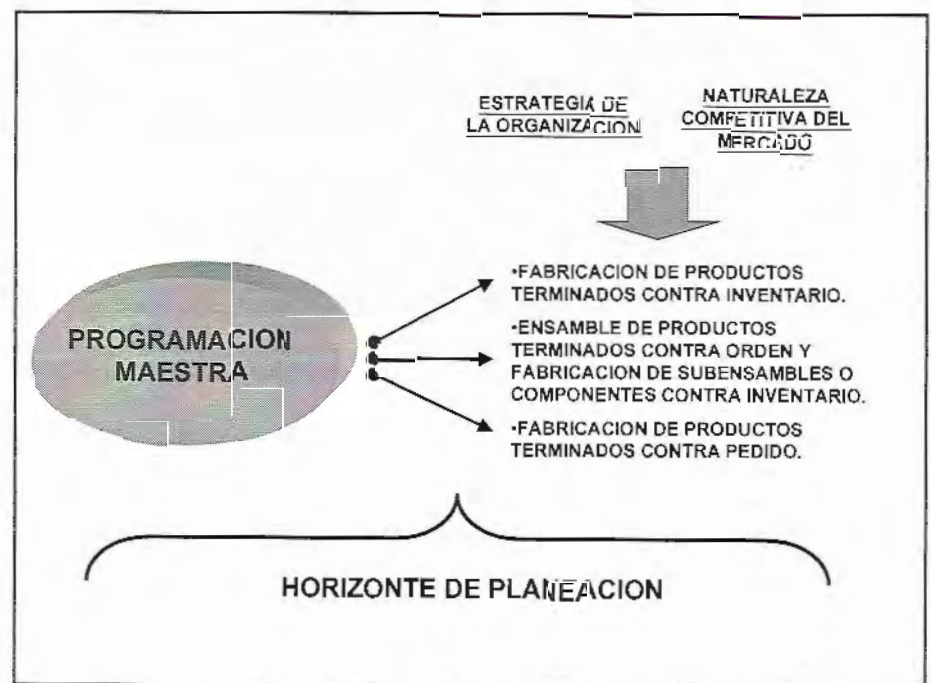 ESTRATEGIA DE
LA ORGANIZACION
NATURALEZA
COMPETITIVA DEL
MERCADO
PROGRAMACION
MAESTRA
•FABRICACION DE PRODUCTOS
TERMINADOS CONTRA INVENTARIO.
•ENSAMBLE DE PRODUCTOS
TERMINADOS CONTRA ORDEN Y
FABRICACION DE SUBENSAMBLES O
COMPONENTES CONTRA INVENTARIO.
•FABRICACION DE PRODUCTOS
TERMINADOS CONTRA PEDIDO.
HORIZONTE DE PLANEACION